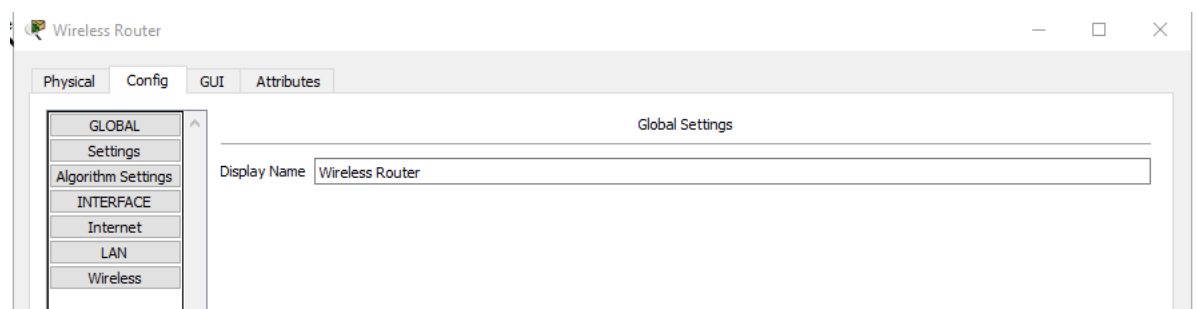 Wireless Router
Physical Config GUI Attributes
GLOBAL
Settings
Algorithm Settings
INTERFACE
Internet
LAN
Wireless
Global Settings
Display Name Wireless Router